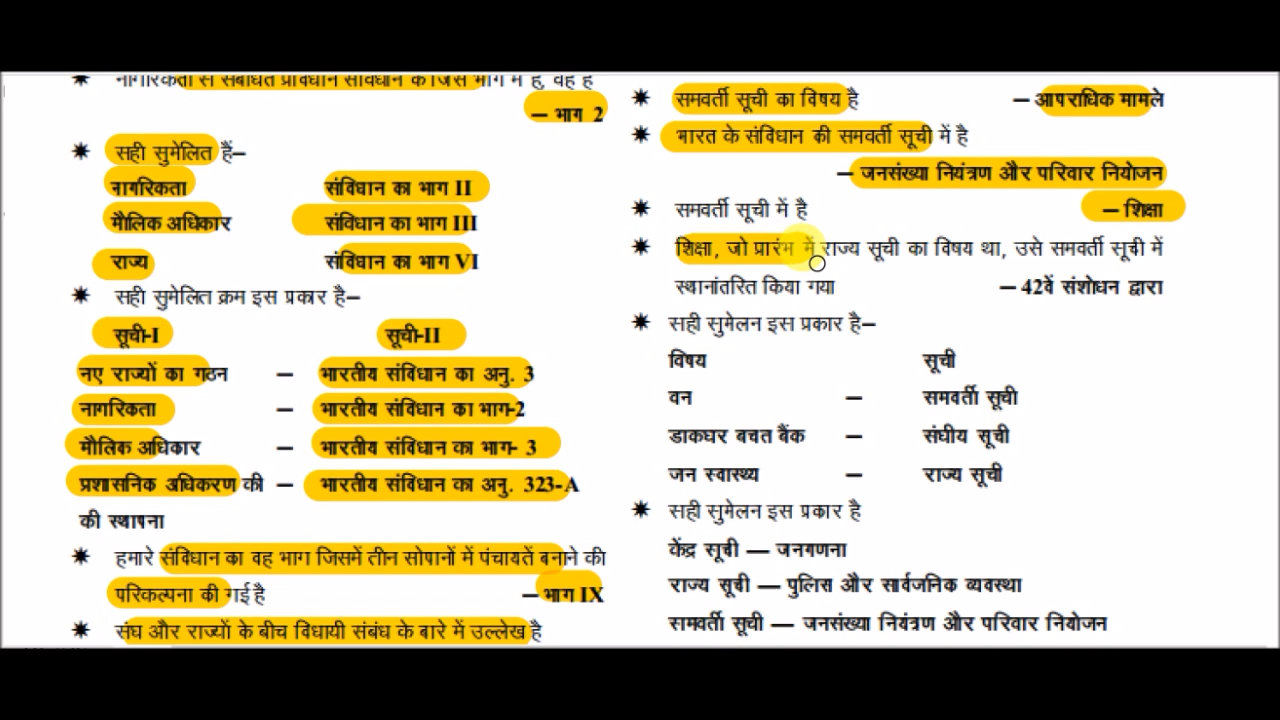 नागरिकता से संबंधित प्रावधान संविधान के जिस भाग में हैं, वह है
– भाग 2
✷ सही सुमेलित हैं–
नागरिकता संविधान का भाग II
मौलिक अधिकार संविधान का भाग III
राज्य संविधान का भाग VI
✷ सही सुमेलित क्रम इस प्रकार है–
सूची-I सूची-II
नए राज्यों का गठन – भारतीय संविधान का अनु. 3
नागरिकता – भारतीय संविधान का भाग-2
मौलिक अधिकार – भारतीय संविधान का भाग- 3
प्रशासनिक अधिकरण की – भारतीय संविधान का अनु. 323-A
की स्थापना
✷ हमारे संविधान का वह भाग जिसमें तीन सोपानों में पंचायतें बनाने की
परिकल्पना की गई है – भाग IX
✷ संघ और राज्यों के बीच विधायी संबंध के बारे में उल्लेख है
✷ समवर्ती सूची का विषय है – आपराधिक मामले
✷ भारत के संविधान की समवर्ती सूची में है
– जनसंख्या नियंत्रण और परिवार नियोजन
✷ समवर्ती सूची में है – शिक्षा
✷ शिक्षा, जो प्रारंभ में राज्य सूची का विषय था, उसे समवर्ती सूची में
स्थानांतरित किया गया – 42वें संशोधन द्वारा
✷ सही सुमेलन इस प्रकार है–
विषय सूची
वन – समवर्ती सूची
डाकघर बचत बैंक – संघीय सूची
जन स्वास्थ्य – राज्य सूची
✷ सही सुमेलन इस प्रकार है
केंद्र सूची — जनगणना
राज्य सूची — पुलिस और सार्वजनिक व्यवस्था
समवर्ती सूची — जनसंख्या नियंत्रण और परिवार नियोजन